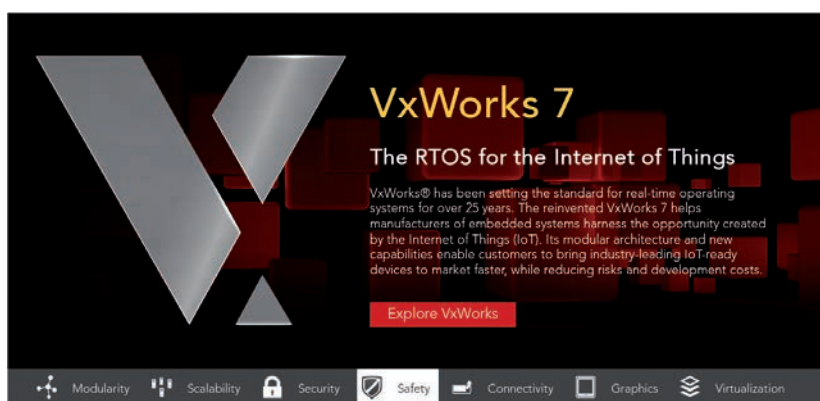 VxWorks 7
The RTOS for the Internet of Things
VxWorks® has been setting the standard for real-time operating
systems for over 25 years. The reinvented VxWorks 7 helps
manufacturers of embedded systems harness the opportunity created
by the Internet of Things (IoT). Its modular architecture and new
capabilities enable customers to bring industry-leading IoT-ready
devices to market faster, while reducing risks and development costs.
Explore VxWorks
Modularity Scalability Security Safety Connectivity Graphics Virtualization